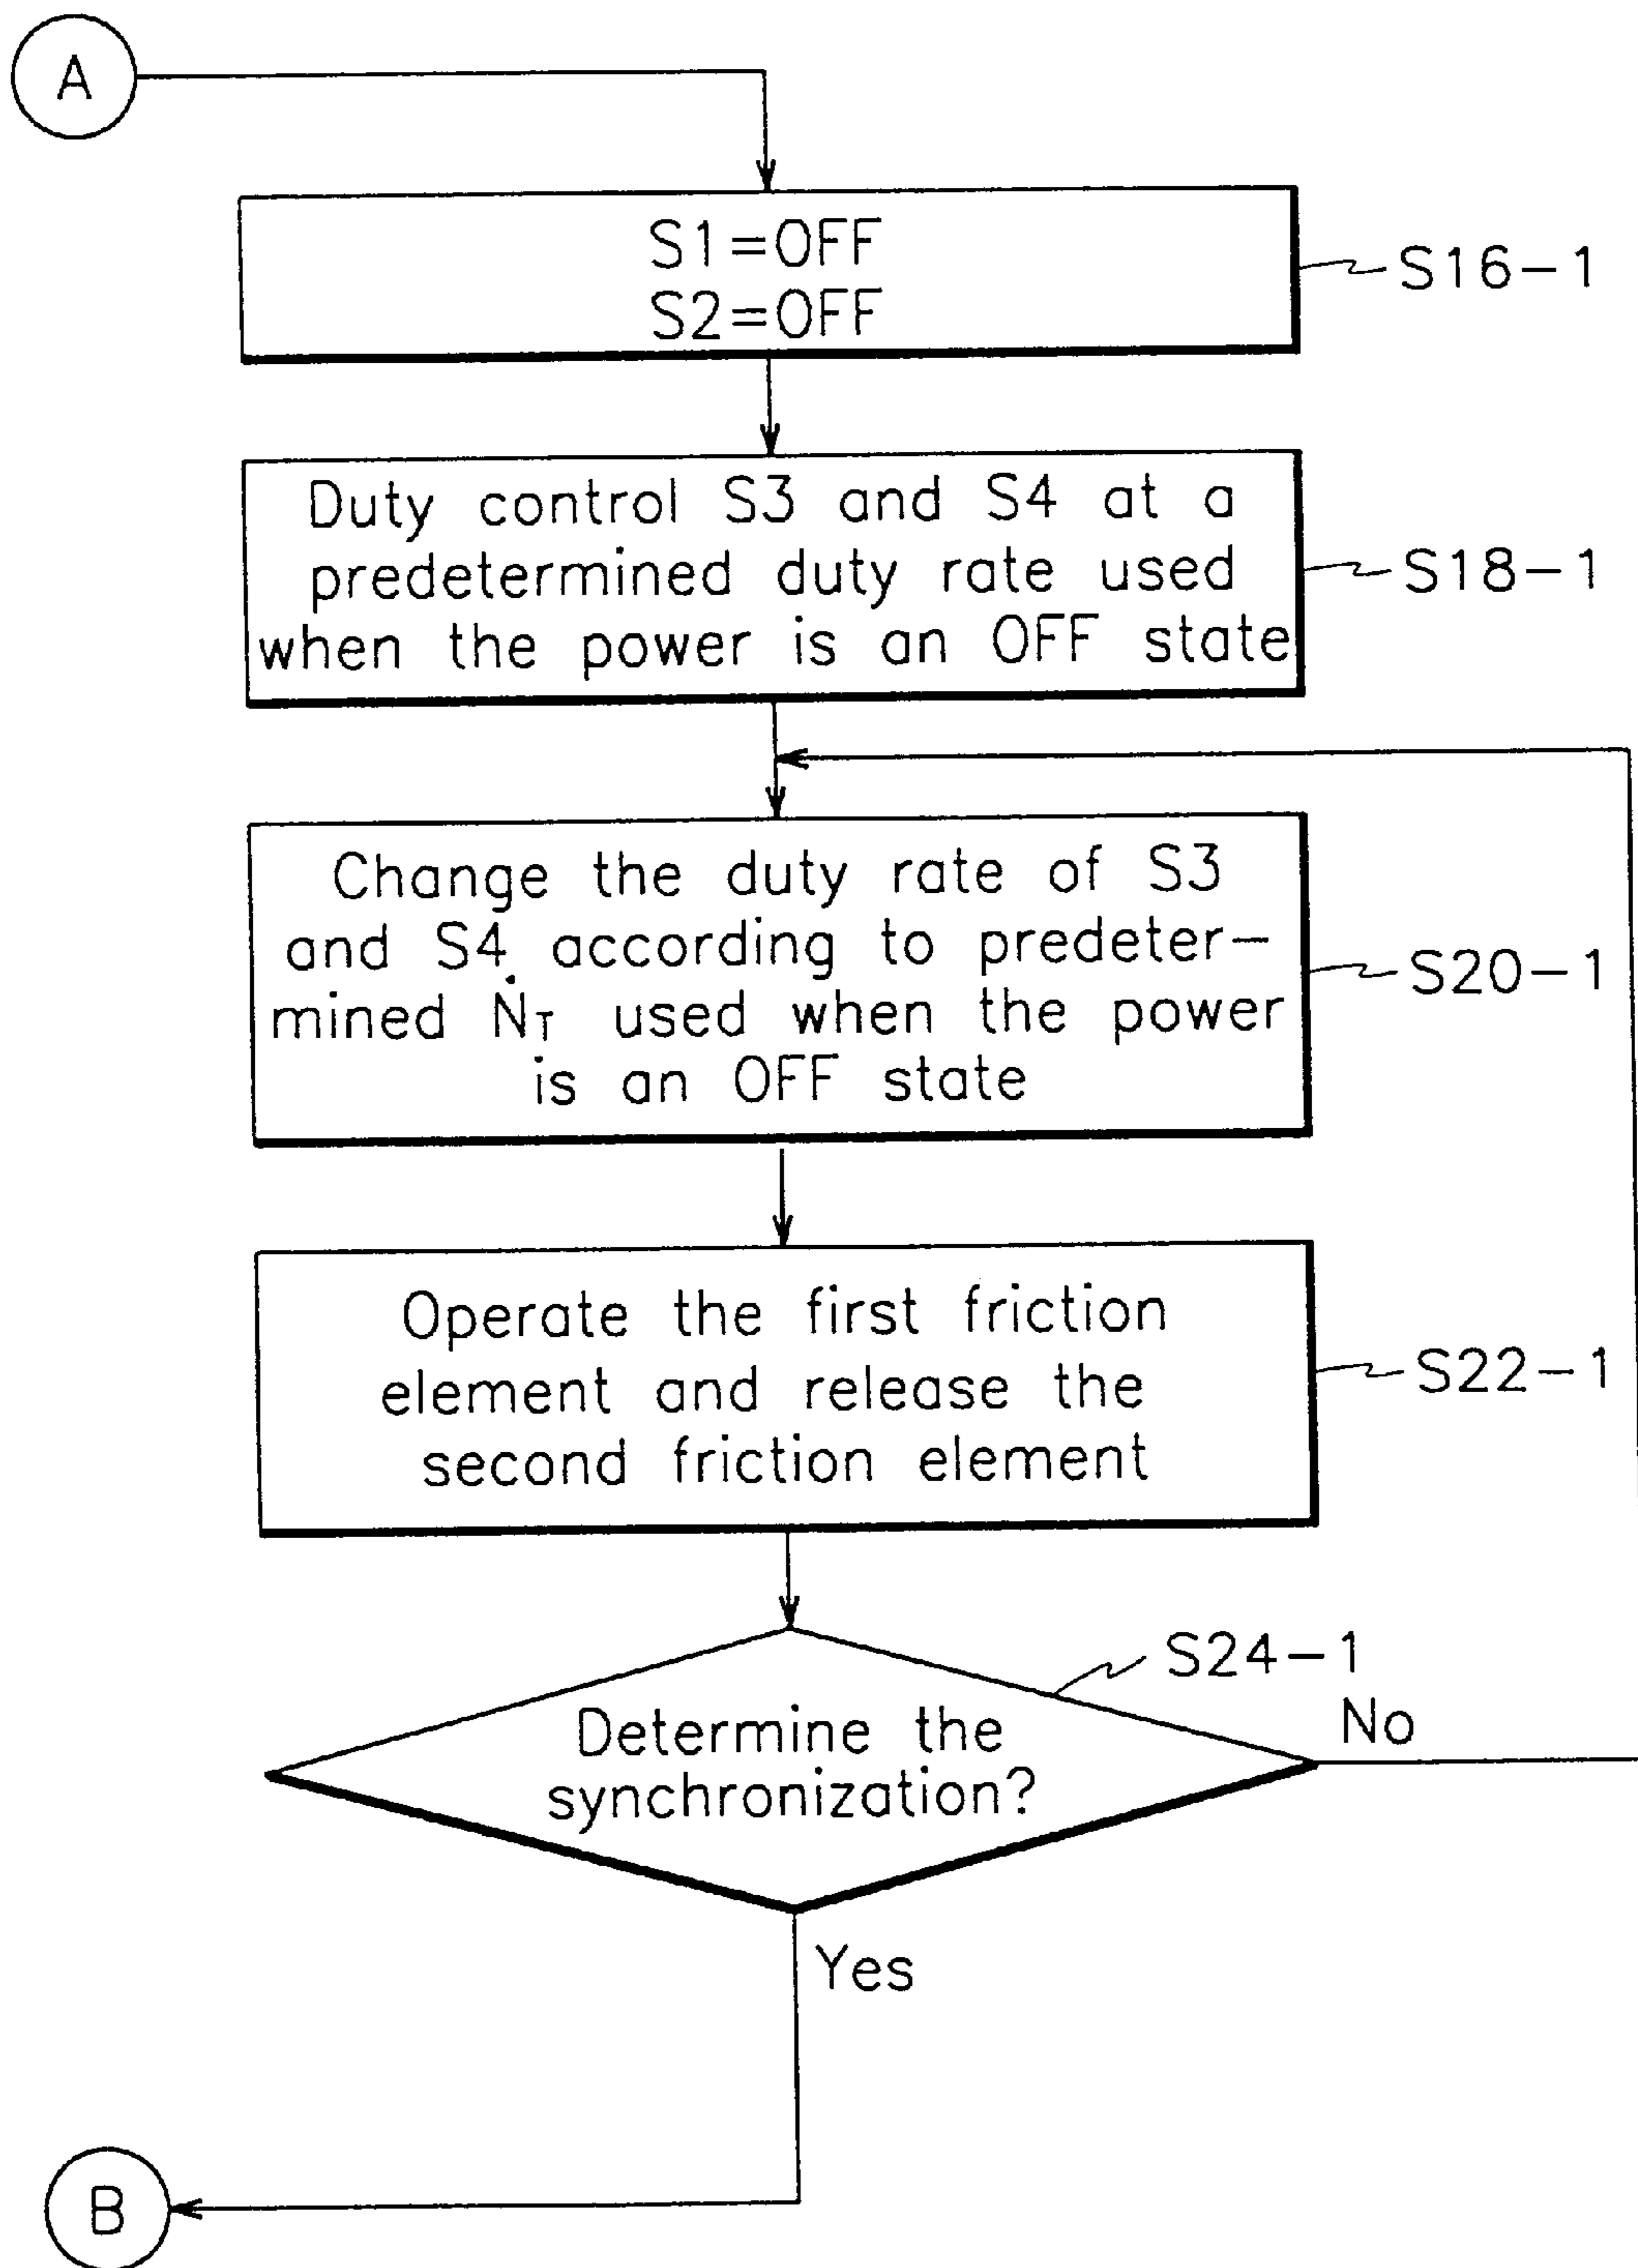 A
S1=OFF
S2=OFF
S16-1
Duty control S3 and S4 at a
predetermined duty rate used
when the power is an OFF state
S18-1
Change the duty rate of S3
and S4 according to predeter-
mined Ṅ_T used when the power
is an OFF state
S20-1
Operate the first friction
element and release the
second friction element
S22-1
S24-1
Determine the
synchronization?
No
Yes
B